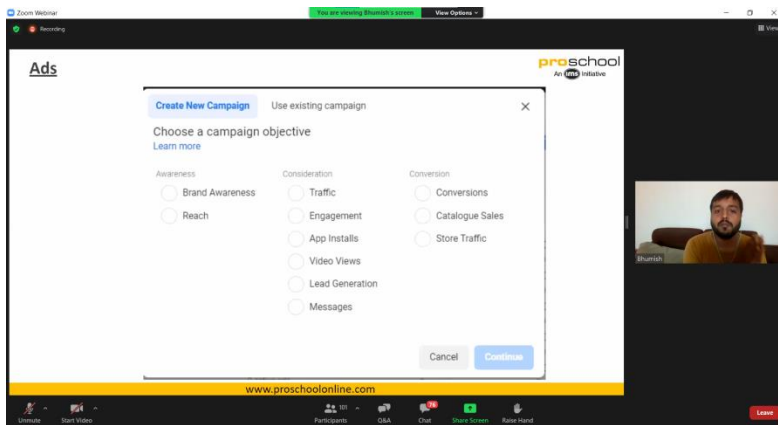 Zoom Webinar
You are viewing Bhumish's screen View Options
Recording
View
Ads
proschool
An ims Initiative
Create New Campaign Use existing campaign
Choose a campaign objective
Learn more
Awareness Consideration Conversion
Brand Awareness Traffic Conversions
Reach Engagement Catalogue Sales
App Installs Store Traffic
Video Views
Lead Generation
Messages
Cancel Continue
www.proschoolonline.com
Bhumish
101 76
Unmute Start Video Participants Q&A Chat Share Screen Raise Hand Leave